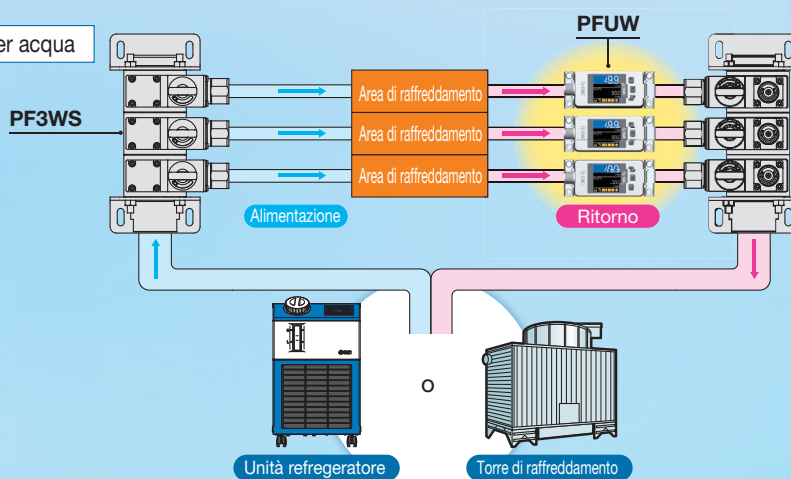 er acqua
PFUW
PF3WS
Area di raffreddamento
Area di raffreddamento
Area di raffreddamento
Alimentazione
Ritorno
o
Unità refregeratore
Torre di raffreddamento